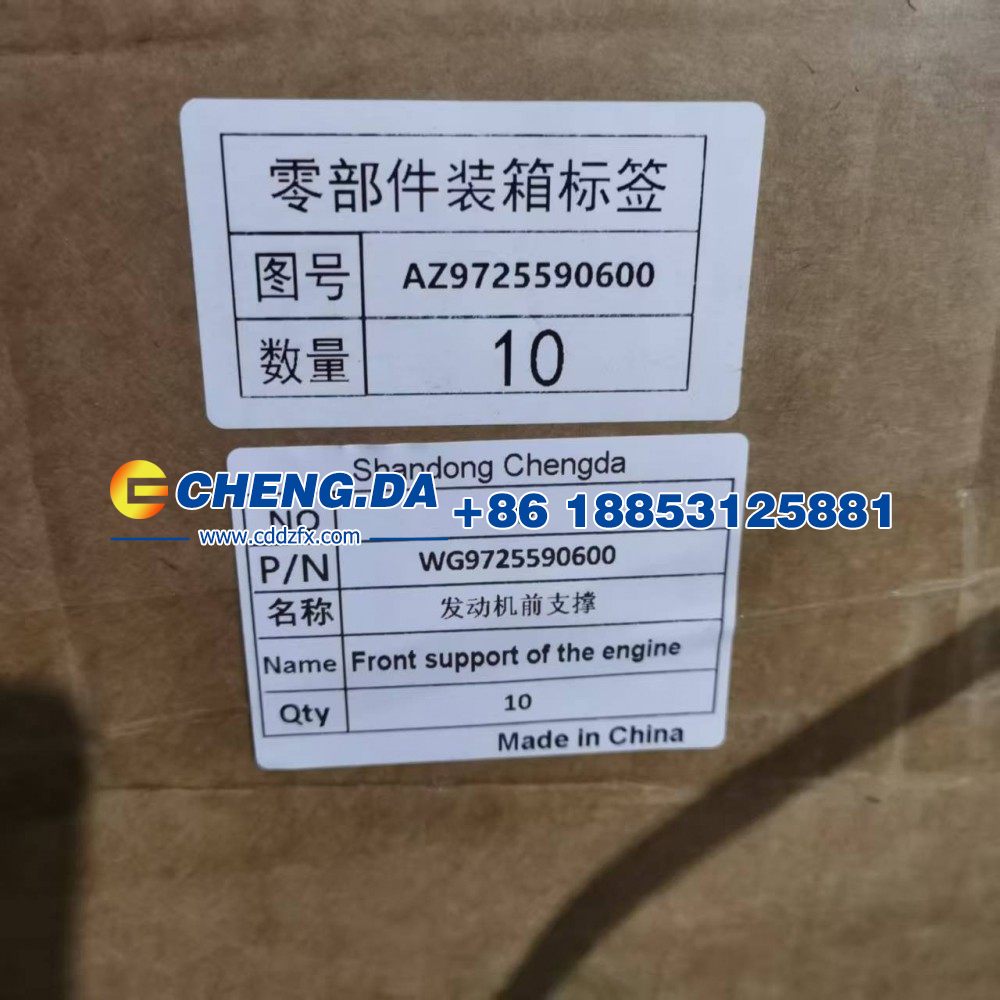 零部件装箱标签
图号 AZ9725590600
数量 10
Shandong Chengda
CHENG.DA +86 18853125881
NO
www.cddzfx.com
P/N WG9725590600
名称 发动机前支撑
Name Front support of the engine
Qty 10
Made in China